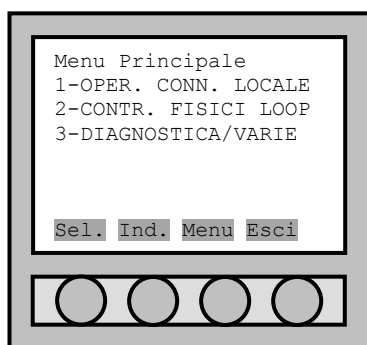 Menu Principale
1-OPER. CONN. LOCALE
2-CONTR. FISICI LOOP
3-DIAGNOSTICA/VARIE
Sel. Ind. Menu Esci